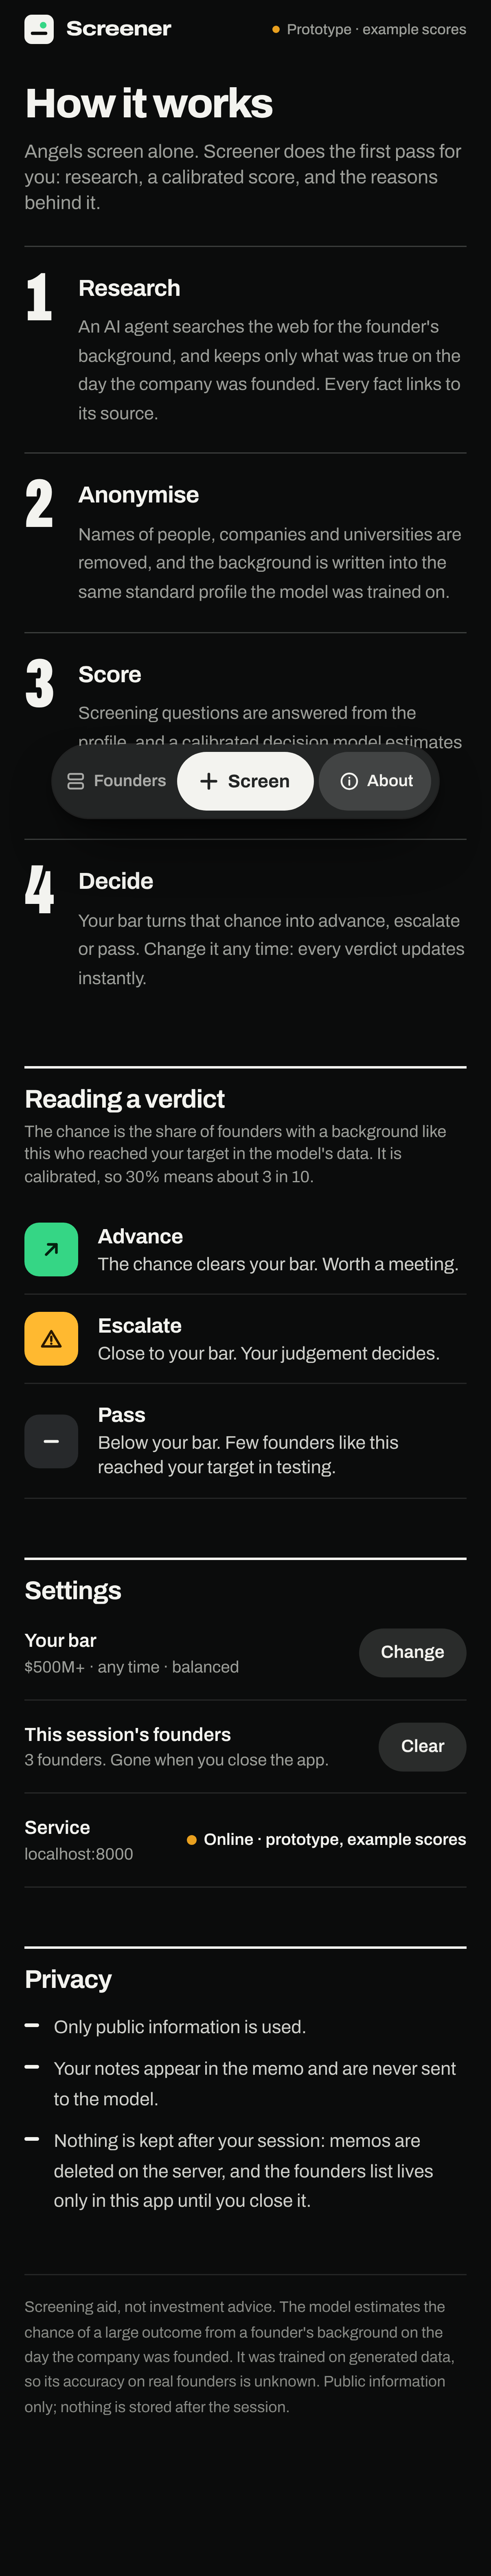 Screener
Prototype · example scores
How it works
Angels screen alone. Screener does the first pass for
you: research, a calibrated score, and the reasons
behind it.
1
Research
An AI agent searches the web for the founder's
background, and keeps only what was true on the
day the company was founded. Every fact links to
its source.
2
Anonymise
Names of people, companies and universities are
removed, and the background is written into the
same standard profile the model was trained on.
3
Score
Screening questions are answered from the
profile, and a calibrated decision model estimates
Founders
Screen
About
4
Decide
Your bar turns that chance into advance, escalate
or pass. Change it any time: every verdict updates
instantly.
Reading a verdict
The chance is the share of founders with a background like
this who reached your target in the model's data. It is
calibrated, so 30% means about 3 in 10.
Advance
The chance clears your bar. Worth a meeting.
Escalate
Close to your bar. Your judgement decides.
Pass
Below your bar. Few founders like this
reached your target in testing.
Settings
Your bar
$500M+ · any time · balanced
Change
This session's founders
3 founders. Gone when you close the app.
Clear
Service
localhost:8000
Online · prototype, example scores
Privacy
Only public information is used.
Your notes appear in the memo and are never sent
to the model.
Nothing is kept after your session: memos are
deleted on the server, and the founders list lives
only in this app until you close it.
Screening aid, not investment advice. The model estimates the
chance of a large outcome from a founder's background on the
day the company was founded. It was trained on generated data,
so its accuracy on real founders is unknown. Public information
only; nothing is stored after the session.